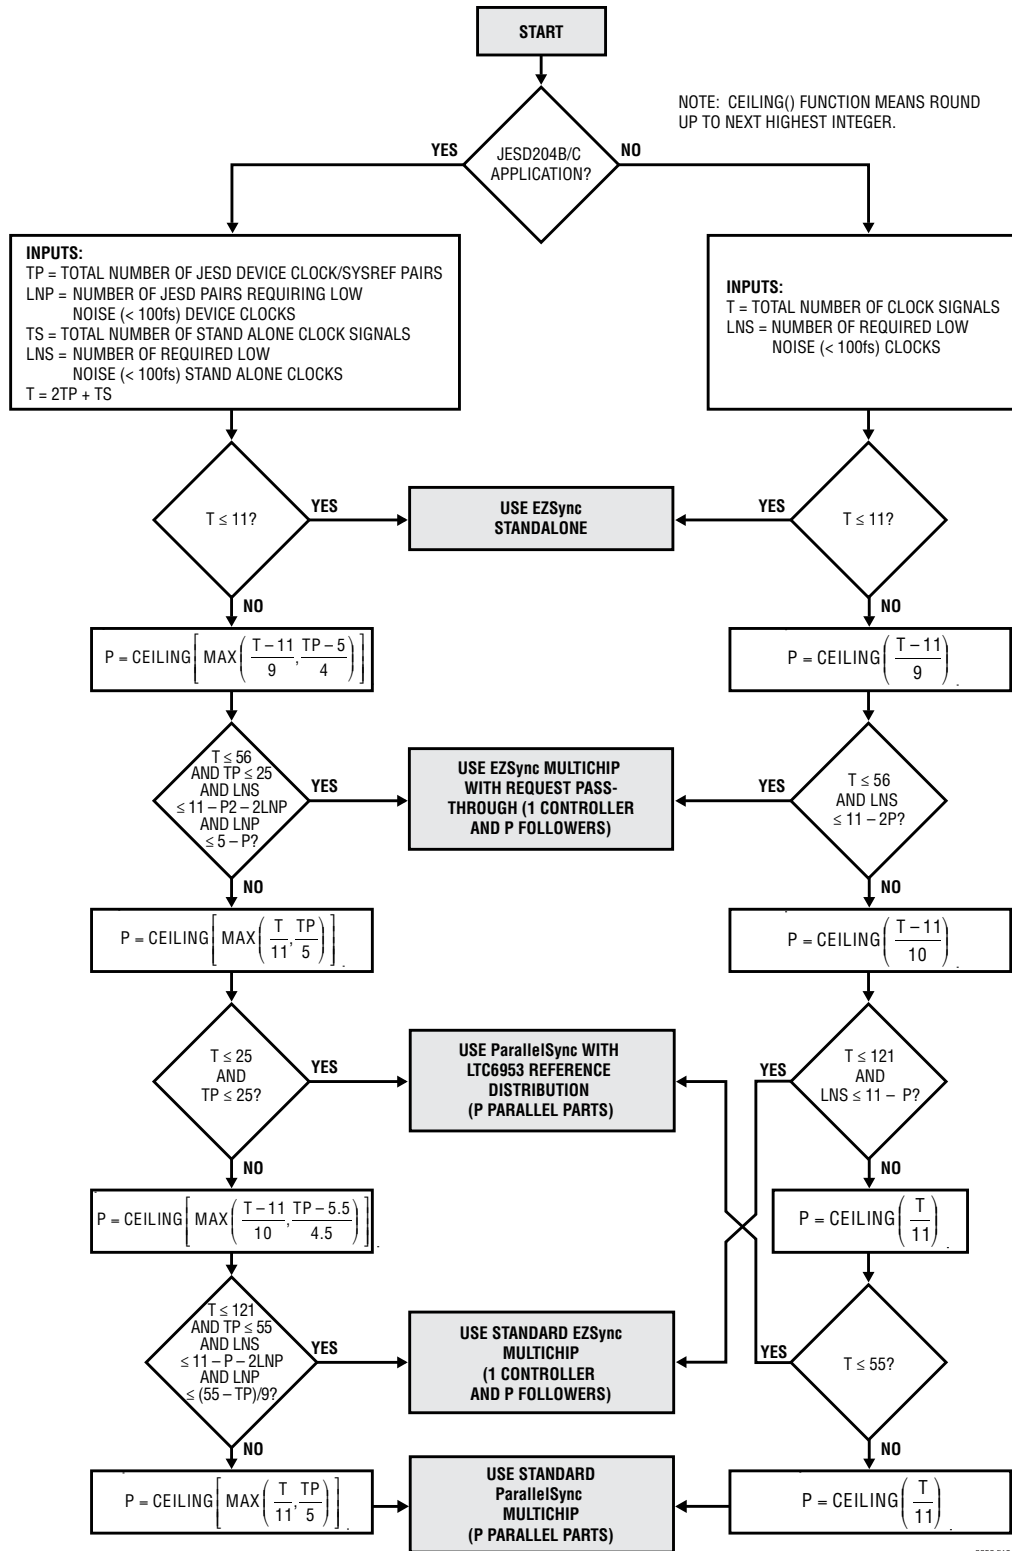 START
NOTE: CEILING() FUNCTION MEANS ROUND
UP TO NEXT HIGHEST INTEGER.
YES
JESD204B/C
APPLICATION?
NO
INPUTS:
TP = TOTAL NUMBER OF JESD DEVICE CLOCK/SYSREF PAIRS
LNP = NUMBER OF JESD PAIRS REQUIRING LOW
NOISE (< 100fs) DEVICE CLOCKS
TS = TOTAL NUMBER OF STAND ALONE CLOCK SIGNALS
LNS = NUMBER OF REQUIRED LOW
NOISE (< 100fs) STAND ALONE CLOCKS
T = 2TP + TS
INPUTS:
T = TOTAL NUMBER OF CLOCK SIGNALS
LNS = NUMBER OF REQUIRED LOW
NOISE (< 100fs) CLOCKS
T ≤ 11?
YES
USE EZSync
STANDALONE
YES
T ≤ 11?
NO
NO
P = CEILING[MAX((T – 11)/9, (TP – 5)/4)]
P = CEILING((T – 11)/9)
T ≤ 56
AND TP ≤ 25
AND LNS
≤ 11 – P2 – 2LNP
AND LNP
≤ 5 – P?
YES
USE EZSync MULTICHIP
WITH REQUEST PASS-
THROUGH (1 CONTROLLER
AND P FOLLOWERS)
YES
T ≤ 56
AND LNS
≤ 11 – 2P?
NO
NO
P = CEILING[MAX(T/11, TP/5)]
P = CEILING((T – 11)/10)
T ≤ 25
AND
TP ≤ 25?
YES
USE ParallelSync WITH
LTC6953 REFERENCE
DISTRIBUTION
(P PARALLEL PARTS)
YES
T ≤ 121
AND
LNS ≤ 11 – P?
NO
NO
P = CEILING[MAX((T – 11)/10, (TP – 5.5)/4.5)]
P = CEILING(T/11)
T ≤ 121
AND TP ≤ 55
AND LNS
≤ 11 – P – 2LNP
AND LNP
≤ (55 – TP)/9?
YES
USE STANDARD EZSync
MULTICHIP
(1 CONTROLLER
AND P FOLLOWERS)
YES
T ≤ 55?
NO
NO
P = CEILING[MAX(T/11, TP/5)]
USE STANDARD
ParallelSync
MULTICHIP
(P PARALLEL PARTS)
P = CEILING(T/11)